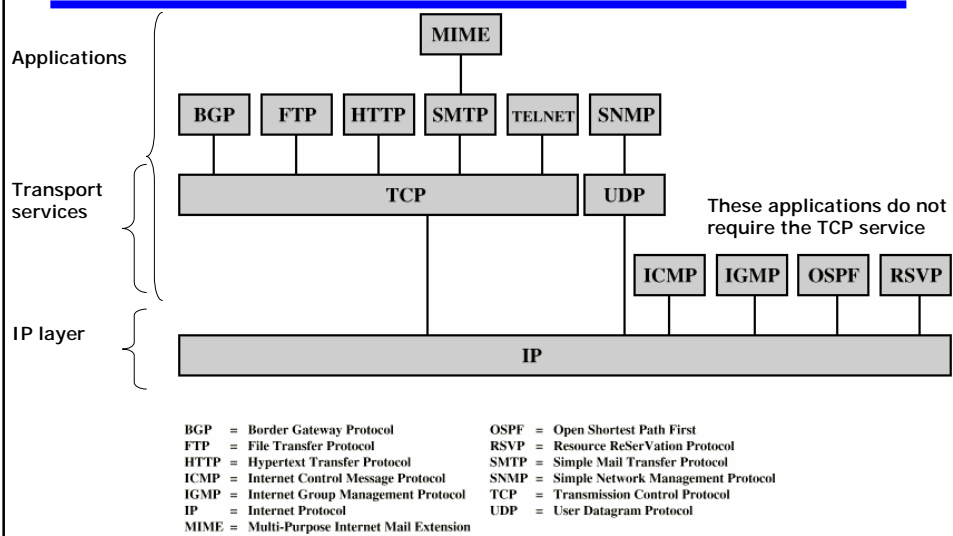 MIME
Applications
BGP FTP HTTP SMTP TELNET SNMP
Transport
services
TCP UDP
These applications do not
require the TCP service
ICMP IGMP OSPF RSVP
IP layer
IP
BGP = Border Gateway Protocol
FTP = File Transfer Protocol
HTTP = Hypertext Transfer Protocol
ICMP = Internet Control Message Protocol
IGMP = Internet Group Management Protocol
IP = Internet Protocol
MIME = Multi-Purpose Internet Mail Extension
OSPF = Open Shortest Path First
RSVP = Resource ReSerVation Protocol
SMTP = Simple Mail Transfer Protocol
SNMP = Simple Network Management Protocol
TCP = Transmission Control Protocol
UDP = User Datagram Protocol